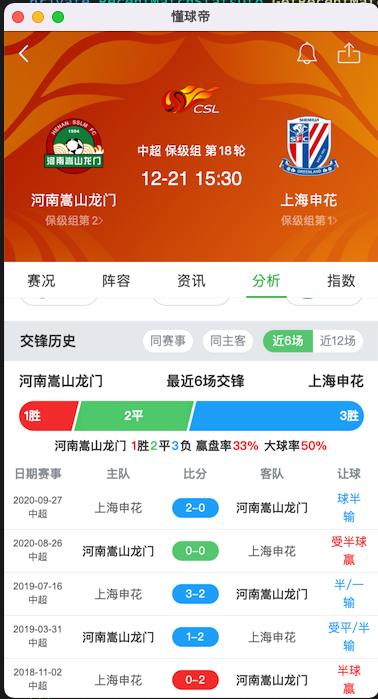 懂球帝
CSL
HENAN SSLM FC
1994
河南嵩山龙门
SHENHUA
SFC
GREENLAND
中超 保级组 第18轮
12-21 15:30
河南嵩山龙门
上海申花
保级组第2>
保级组第1>
赛况 阵容 资讯 分析 指数
交锋历史 同赛事 同主客 近6场 近12场
河南嵩山龙门 最近6场交锋 上海申花
1胜 2平 3胜
河南嵩山龙门 1胜2平3负 赢盘率33% 大球率50%
日期赛事 主队 比分 客队 让球
2020-09-27
中超
上海申花 2-0 河南嵩山龙门
球半
输
2020-08-26
中超
河南嵩山龙门 0-0 上海申花
受半球
赢
2019-07-16
中超
上海申花 3-2 河南嵩山龙门
半/一
输
2019-03-31
中超
河南嵩山龙门 1-2 上海申花
受平/半
输
2018-11-02
中超
上海申花 0-2 河南嵩山龙门
半球
赢